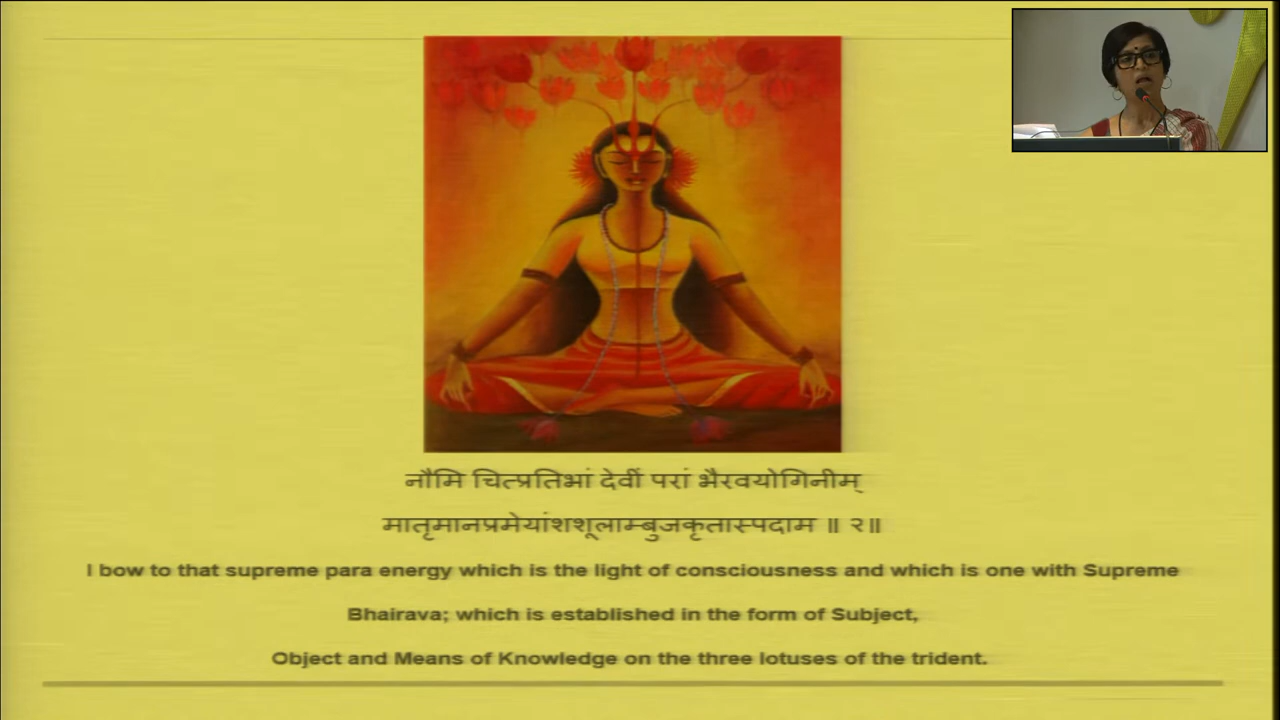 नौमि चित्प्रतिभां देवीं परां भैरवयोगिनीम्
मातृमानप्रमेयांशशूलाम्बुजकृतास्पदाम ॥ २॥
I bow to that supreme para energy which is the light of consciousness and which is one with Supreme
Bhairava; which is established in the form of Subject,
Object and Means of Knowledge on the three lotuses of the trident.